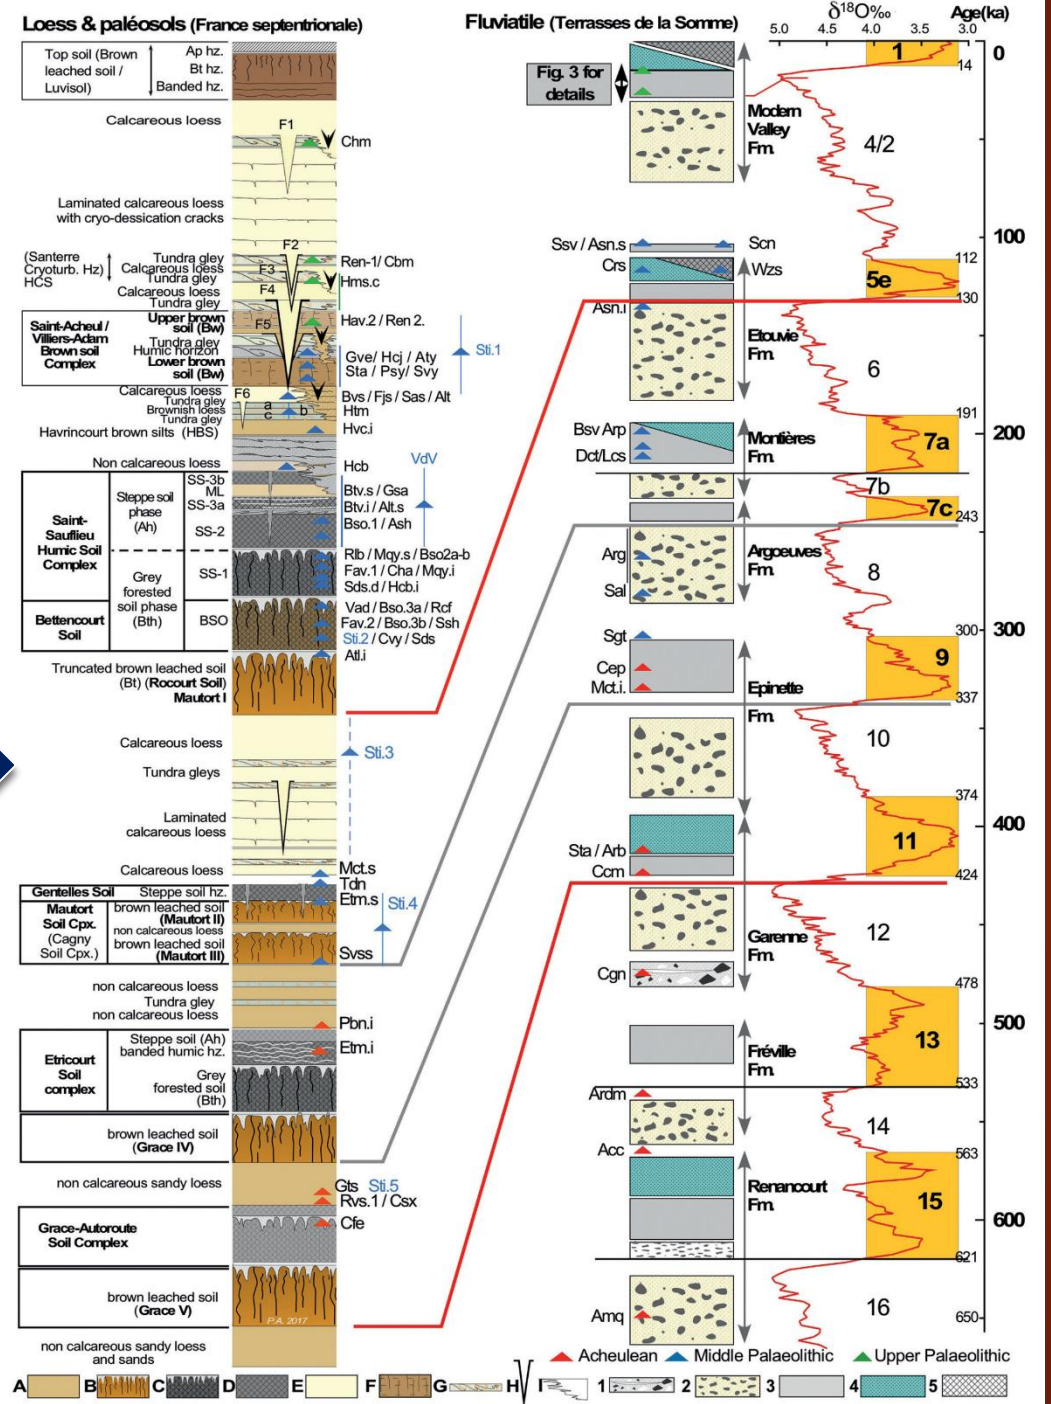 Loess & paléosols (France septentrionale)
Top soil (Brown
leached soil /
Luvisol)
Ap hz.
Bt hz.
Banded hz.
Calcareous loess
F1
Chm
Laminated calcareous loess
with cryo-dessication cracks
F2
(Santerre
Cryoturb. Hz)
HCS
Tundra gley
Calcareous loess
Tundra gley
Calcareous loess
Tundra gley
F3
F4
Ren-1/ Cbm
Hms.c
Saint-Acheul /
Villiers-Adam
Brown soil
Complex
Upper brown
soil (Bw)
Tundra gley
Humic horizon
Lower brown
soil (Bw)
F5
Hav.2 / Ren 2.
Gve/ Hcj / Aty
Sta / Psy/ Svy
Sti.1
Calcareous loess
Tundra gley
Brownish loess
Tundra gley
Havrincourt brown silts (HBS)
F6
a
c
b
Bvs / Fjs / Sas / Alt
Htm
Hvc.i
Non calcareous loess
Hcb
VdV
Saint-
Sauflieu
Humic Soil
Complex
Steppe soil
phase
(Ah)
SS-3b
ML
SS-3a
SS-2
Btv.s / Gsa
Btv.i / Alt.s
Bso.1 / Ash
Grey
forested
soil phase
(Bth)
SS-1
Rlb / Mqy.s / Bso2a-b
Fav.1 / Cha / Mqy.i
Sds.d / Hcb.i
Bettencourt
Soil
BSO
Vad / Bso.3a / Rcf
Fav.2 / Bso.3b / Ssh
Sti.2 / Cvy / Sds
Atl.i
Truncated brown leached soil
(Bt) (Rocourt Soil)
Mautort I
Calcareous loess
Sti.3
Tundra gleys
Laminated
calcareous loess
Calcareous loess
Mct.s
Tdn
Gentelles Soil
Steppe soil hz.
Etm.s
Sti.4
Mautort
Soil Cpx.
(Cagny
Soil Cpx.)
brown leached soil
(Mautort II)
non calcareous loess
brown leached soil
(Mautort III)
Svss
non calcareous loess
Tundra gley
non calcareous loess
Pbn.i
Etricourt
Soil
complex
Steppe soil (Ah)
banded humic hz.
Grey
forested soil
(Bth)
Etm.i
brown leached soil
(Grace IV)
non calcareous sandy loess
Gts Sti.5
Rvs.1 / Csx
Grace-Autoroute
Soil Complex
Cfe
brown leached soil
(Grace V)
P.A. 2017
non calcareous sandy loess
and sands
Fluviatile (Terrasses de la Somme)
δ18O‰
Age(ka)
5.0
4.5
4.0
3.5
3.0
Fig. 3 for
details
Modern
Valley
Fm.
1
0
14
4/2
100
Ssv / Asn.s
Scn
Crs
Wzs
112
5e
130
Asn.i
Etouvie
Fm.
6
191
Bsv Arp
Dct/Lcs
Montières
Fm.
7a
200
7b
7c
243
Arg
Sal
Argoeuves
Fm.
8
Sgt
300
Cep
Mct.i.
Epinette
Fm.
9
337
10
374
Sta / Arb
Ccm
400
11
424
Garenne
Fm.
12
Cgn
478
500
13
Fréville
Fm.
533
Ardm
14
Acc
563
Renancourt
Fm.
15
600
621
Amq
16
650
Acheulean
Middle Palaeolithic
Upper Palaeolithic
A B C D E F G H I 1 2 3 4 5